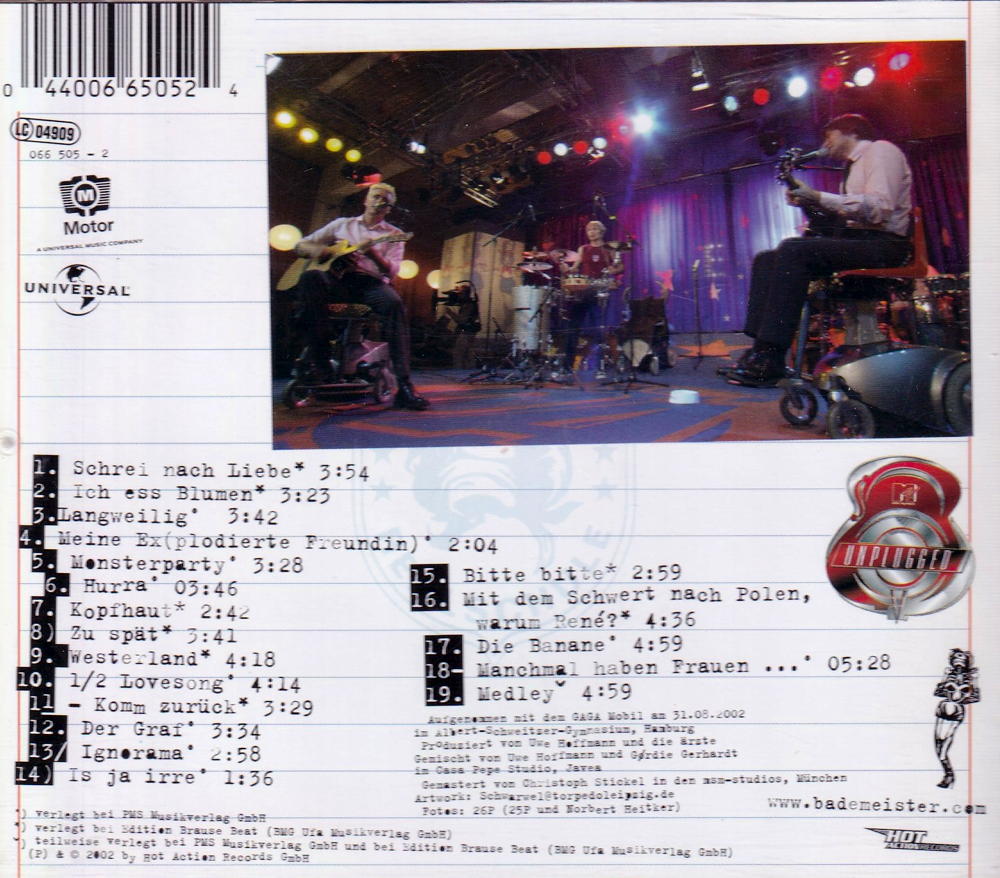 0 44006 65052 4
LC 04909
066 505 - 2
M
Motor
A UNIVERSAL MUSIC COMPANY
UNIVERSAL
1. Schrei nach Liebe* 3:54
2. Ich ess Blumen* 3:23
3. Langweilig° 3:42
4. Meine Ex(plodierte Freundin)° 2:04
5. Monsterparty° 3:28
6. Hurra° 03:46
7. Kopfhaut* 2:42
8) Zu spät* 3:41
9. Westerland* 4:18
10. 1/2 Lovesong° 4:14
11 - Komm zurück* 3:29
12. Der Graf° 3:34
13/ Ignorama° 2:58
14) Is ja irre° 1:36
15. Bitte bitte* 2:59
16. Mit dem Schwert nach Polen,
warum René?* 4:36
17. Die Banane° 4:59
18- Manchmal haben Frauen ...° 05:28
19. Medleyˇ 4:59
MTV
UNPLUGGED
Aufgenommen mit dem GAGA Mobil am 31.08.2002
im Albert-Schweitser-Gymnasium, Hamburg
Produziert von Uwe Hoffmann und die ärzte
Gemischt von Uwe Hoffmann und Gørdie Gerhardt
im Casa Pepe Studio, Javea
Gemastert von Christoph Stickel in den msm-studios, München
Artwork: Schwarwel@torpedoleipzig.de
Fotos: 26P (25P und Norbert Heitker)
www.bademeister.com
*) verlegt bei PMS Musikverlag GmbH
°) verlegt bei Edition Brause Beat (BMG Ufa Musikverlag GmbH)
ˇ) teilweise verlegt bei PMS Musikverlag GmbH und bei Edition Brause Beat (BMG Ufa Musikverlag GmbH)
(P) & © 2002 by Hot Action Records GmbH
HOT
ACTION RECORDS